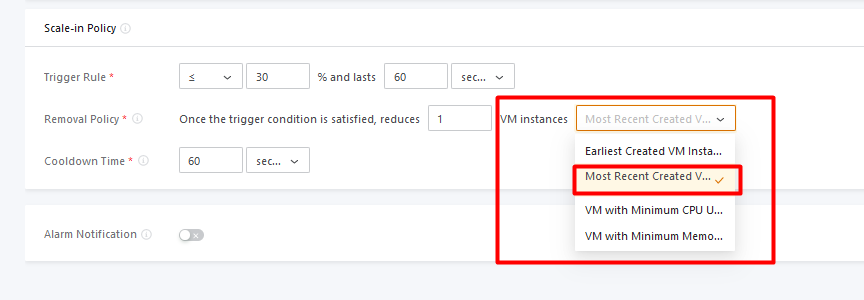 Scale-in Policy
Trigger Rule * ≤ 30 % and lasts 60 sec...
Removal Policy * Once the trigger condition is satisfied, reduces 1 VM instances Most Recent Created V...
Earliest Created VM Insta...
Cooldown Time * 60 sec...
Most Recent Created V...
VM with Minimum CPU U...
Alarm Notification
VM with Minimum Memo...